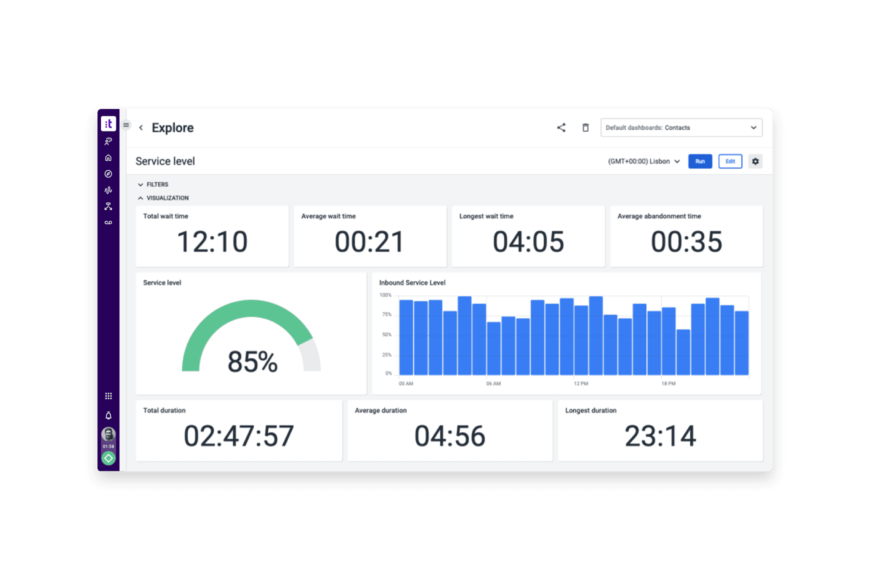 :t
Explore
Default dashboards: Contacts
Service level
(GMT+00:00) Lisbon
Run
Edit
FILTERS
VISUALIZATION
Total wait time
12:10
Average wait time
00:21
Longest wait time
04:05
Average abandonment time
00:35
Service level
85%
Inbound Service Level
100%
75%
50%
25%
0%
00 AM
06 AM
12 PM
18 PM
Total duration
02:47:57
Average duration
04:56
Longest duration
23:14